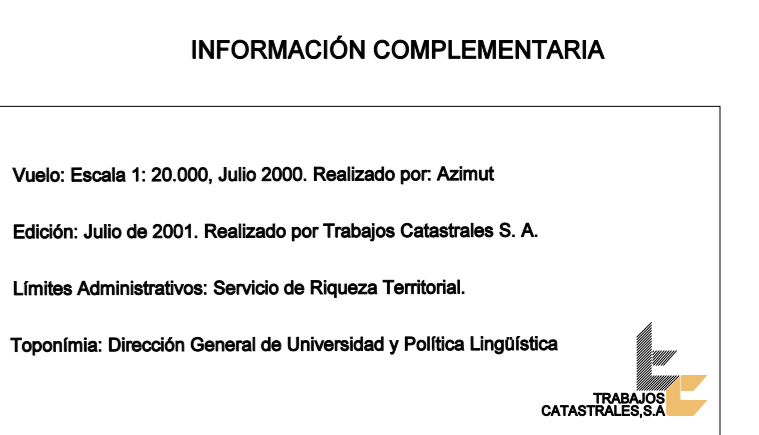 INFORMACIÓN COMPLEMENTARIA
Vuelo: Escala 1: 20.000, Julio 2000. Realizado por: Azimut
Edición: Julio de 2001. Realizado por Trabajos Catastrales S. A.
Límites Administrativos: Servicio de Riqueza Territorial.
Toponímia: Dirección General de Universidad y Política Lingüística
TRABAJOS
CATASTRALES,S.A